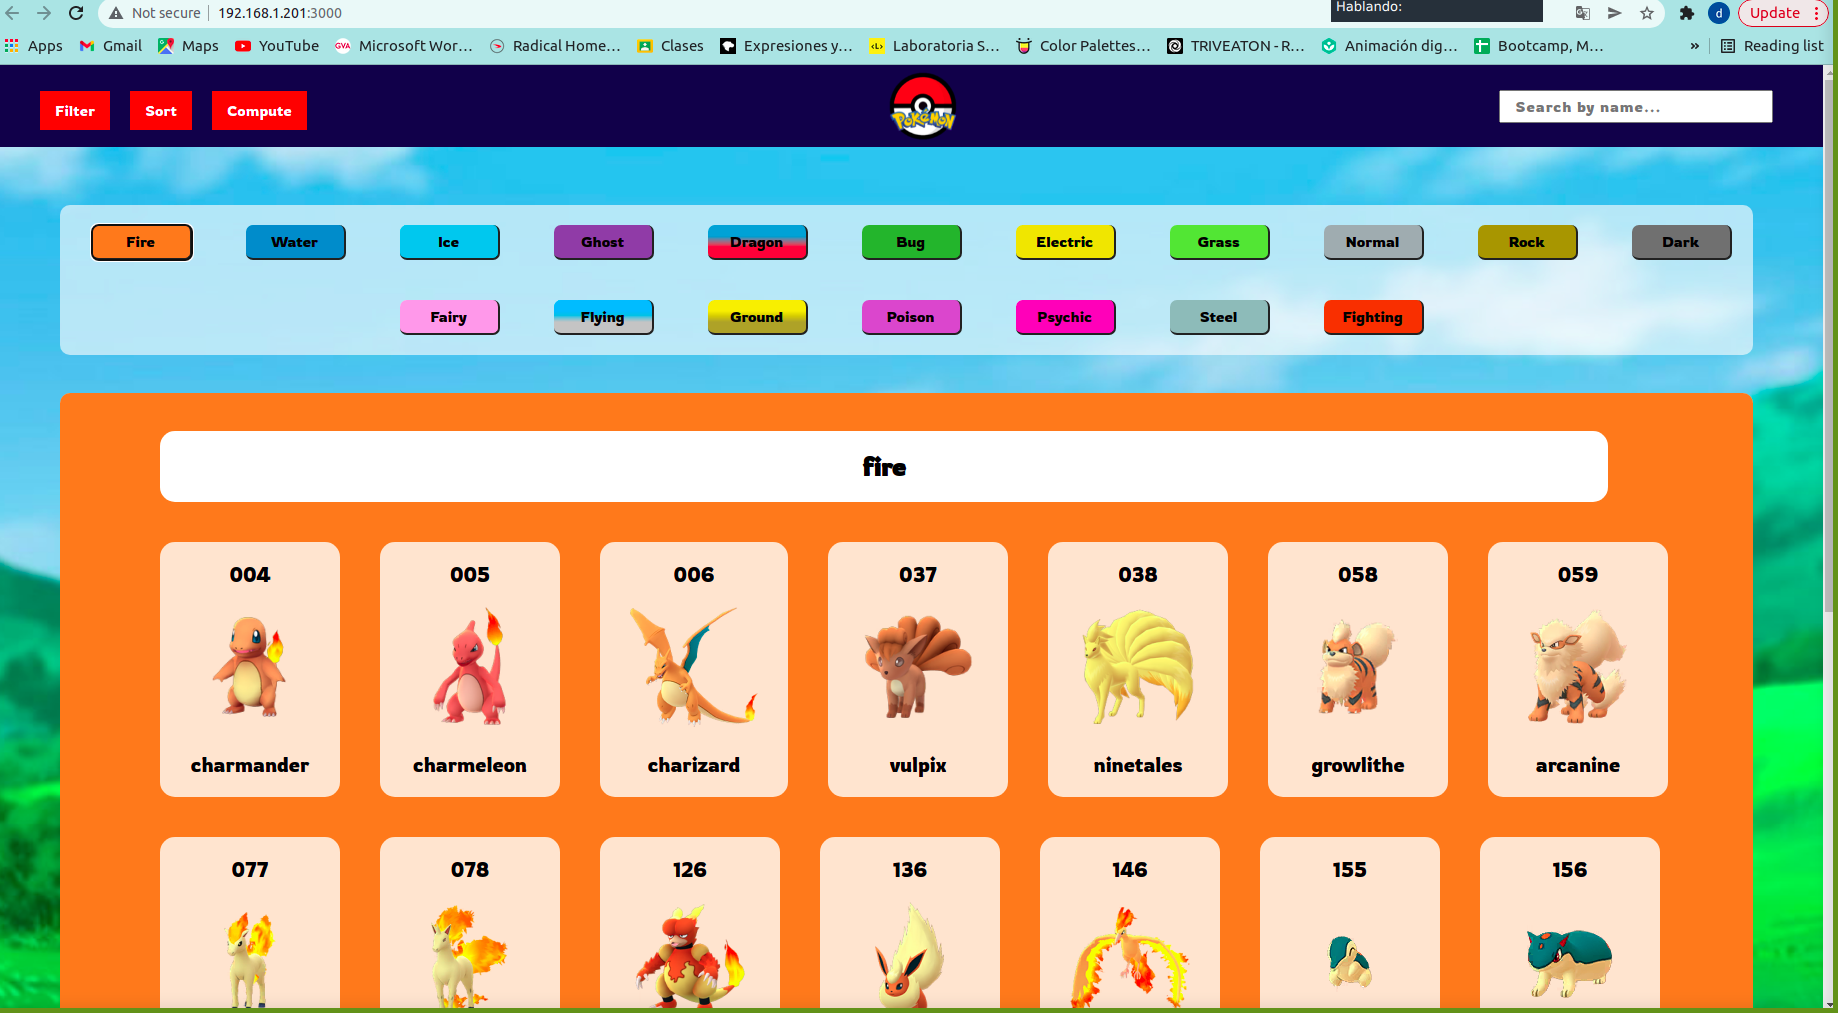 Hablando:
Not secure 192.168.1.201:3000
d Update
Apps Gmail Maps YouTube Microsoft Wor... Radical Home... Clases Expresiones y... Laboratoria S... Color Palettes... TRIVEATON - R... Animación dig... Bootcamp, M... » Reading list
Filter Sort Compute Pokémon Search by name...
Fire Water Ice Ghost Dragon Bug Electric Grass Normal Rock Dark
Fairy Flying Ground Poison Psychic Steel Fighting
fire
004 005 006 037 038 058 059
charmander charmeleon charizard vulpix ninetales growlithe arcanine
077 078 126 136 146 155 156